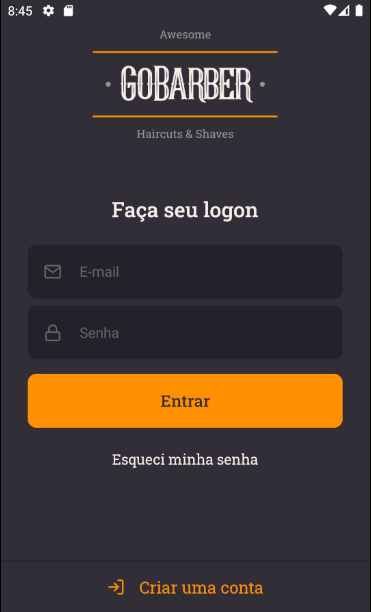 8:45
Awesome
GOBARBER
Haircuts & Shaves
Faça seu logon
E-mail
Senha
Entrar
Esqueci minha senha
Criar uma conta